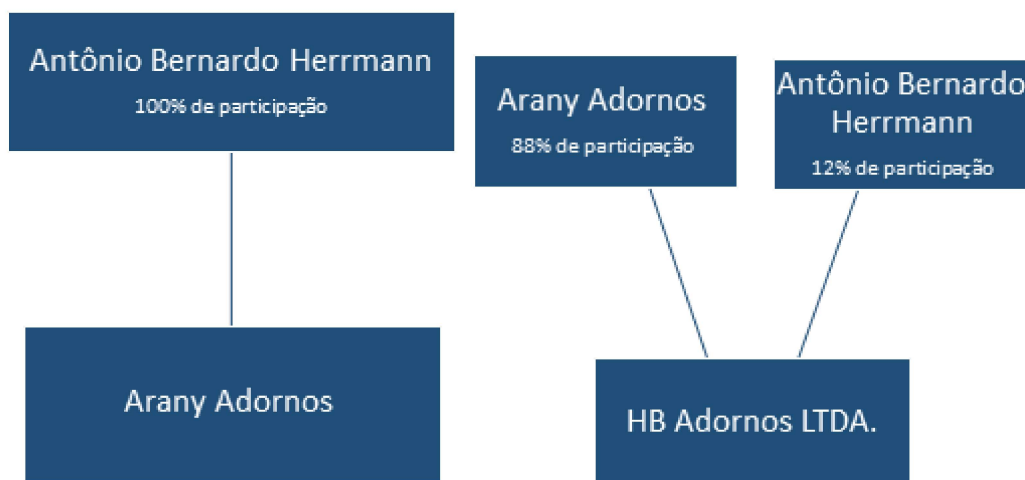 Antônio Bernardo Herrmann
100% de participação
Arany Adornos
Arany Adornos
88% de participação
Antônio Bernardo
Herrmann
12% de participação
HB Adornos LTDA.